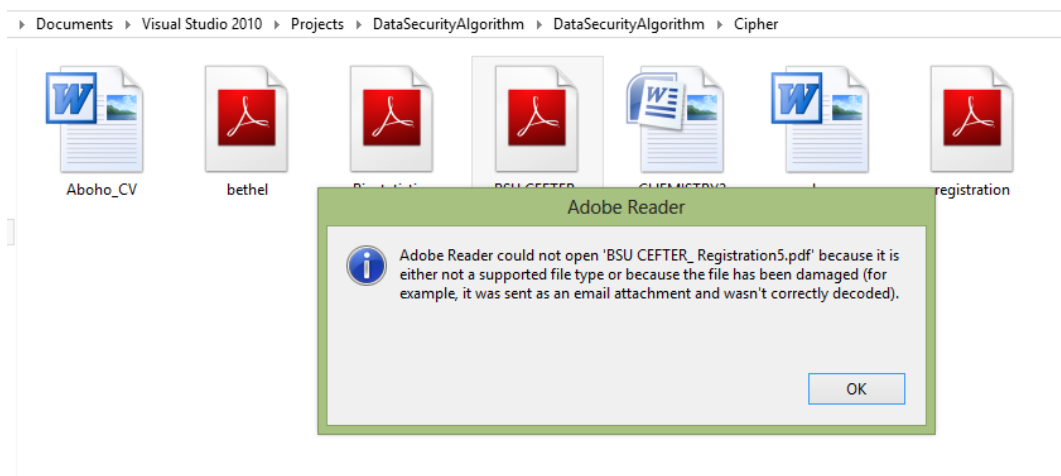 Documents ▸ Visual Studio 2010 ▸ Projects ▸ DataSecurityAlgorithm ▸ DataSecurityAlgorithm ▸ Cipher
Aboho_CV
bethel
registration
Adobe Reader
Adobe Reader could not open 'BSU CEFTER_ Registration5.pdf' because it is
either not a supported file type or because the file has been damaged (for
example, it was sent as an email attachment and wasn't correctly decoded).
OK